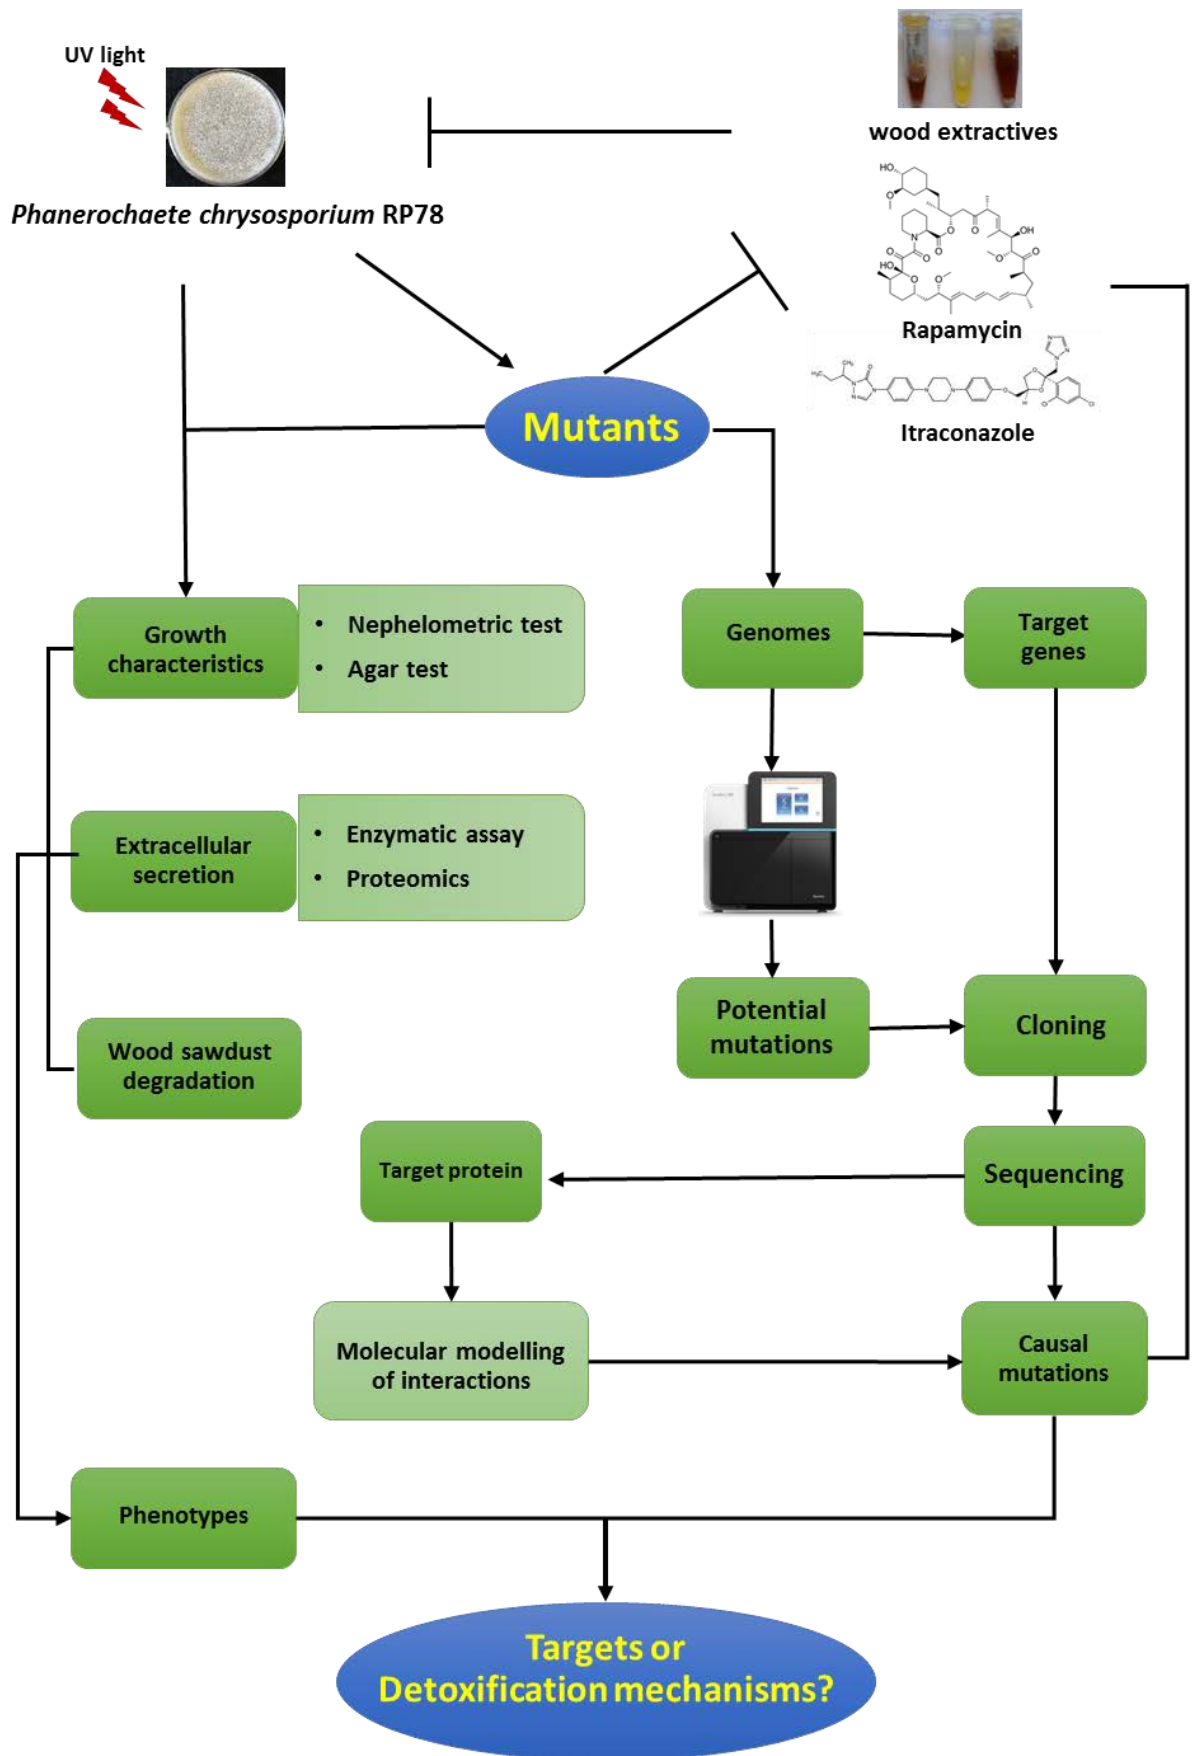 UV light
wood extractives
Phanerochaete chrysosporium RP78
Rapamycin
Itraconazole
Mutants
Growth
characteristics
• Nephelometric test
• Agar test
Genomes
Target
genes
Extracellular
secretion
• Enzymatic assay
• Proteomics
Potential
mutations
Cloning
Wood sawdust
degradation
Target protein
Sequencing
Molecular modelling
of interactions
Causal
mutations
Phenotypes
Targets or
Detoxification mechanisms?